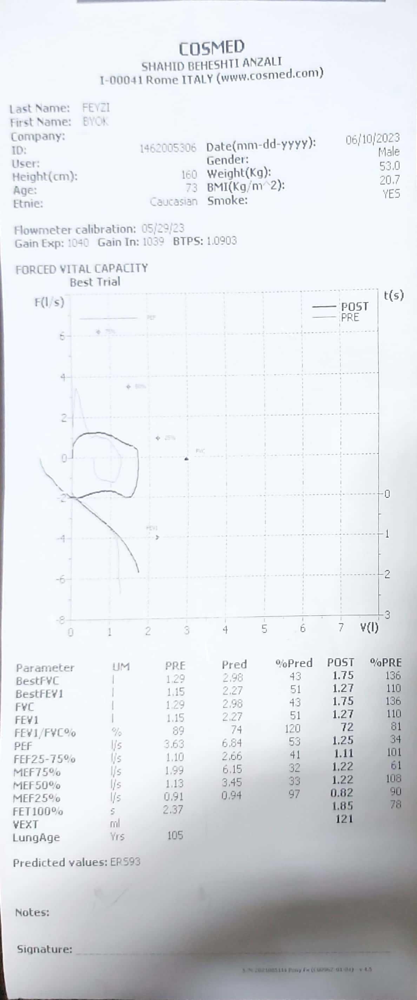 COSMED
SHAHID BEHESHTI ANZALI
I-00041 Rome ITALY (www.cosmed.com)
Last Name: FEYZI
First Name: BYOK
Company:
ID: 1462005306 Date(mm-dd-yyyy): 06/10/2023
User: Gender: Male
Height(cm): 160 Weight(Kg): 53.0
Age: 73 BMI(Kg/m^2): 20.7
Etnie: Caucasian Smoke: YES
Flowmeter calibration: 05/29/23
Gain Exp: 1040 Gain In: 1039 BTPS: 1.0903
FORCED VITAL CAPACITY
Best Trial
F(l/s) t(s)
POST
PRE
PEF
75%
6
4
50%
2
25%
FVC
0
-2 0
FEV1
-4 1
-6 2
-8 3
0 1 2 3 4 5 6 7 V(l)
Parameter UM PRE Pred %Pred POST %PRE
BestFVC l 1.29 2.98 43 1.75 136
BestFEV1 l 1.15 2.27 51 1.27 110
FVC l 1.29 2.98 43 1.75 136
FEV1 l 1.15 2.27 51 1.27 110
FEV1/FVC% % 89 74 120 72 81
PEF l/s 3.63 6.84 53 1.25 34
FEF25-75% l/s 1.10 2.66 41 1.11 101
MEF75% l/s 1.99 6.15 32 1.22 61
MEF50% l/s 1.13 3.45 33 1.22 108
MEF25% l/s 0.91 0.94 97 0.82 90
FET100% s 2.37 1.85 78
VEXT ml 121
LungAge Yrs 105
Predicted values: ERS93
Notes:
Signature:
S/N Pony Fx v 4.5